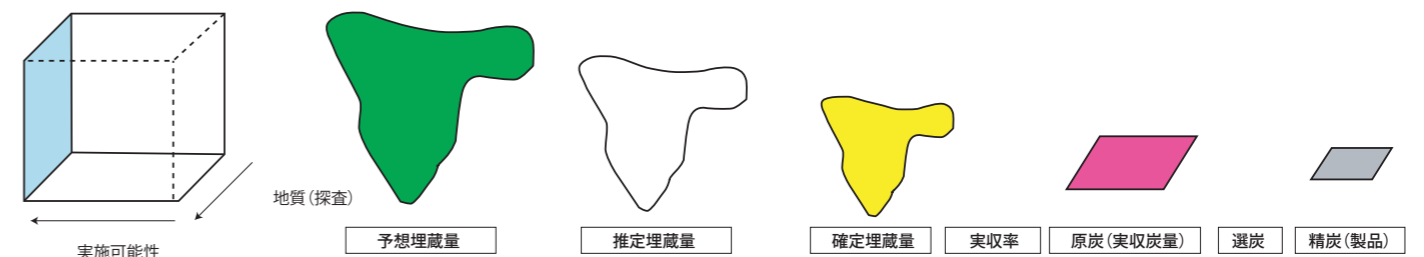 地質（探査）
実施可能性
予想埋蔵量
推定埋蔵量
確定埋蔵量
実収率
原炭（実収炭量）
選炭
精炭（製品）